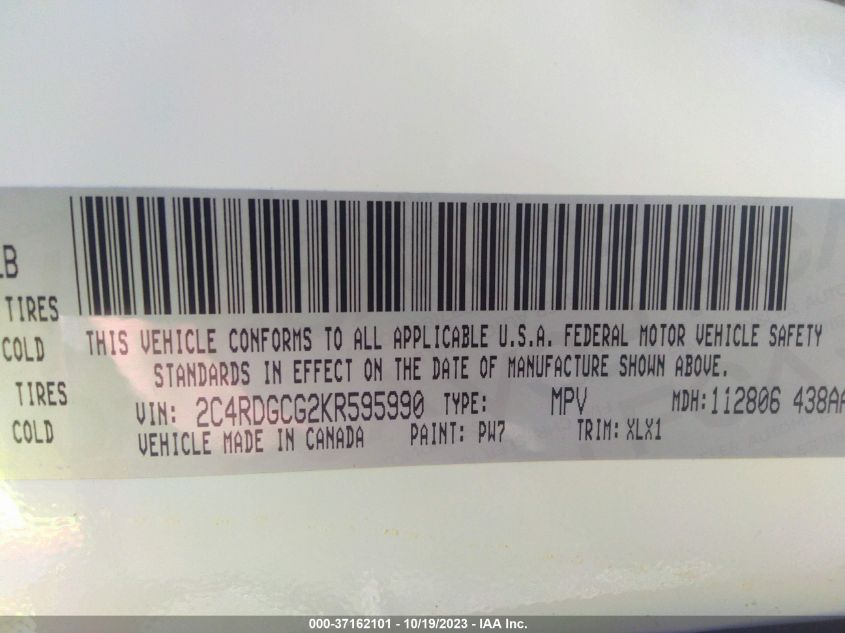 LB
TIRES
COLD
TIRES
COLD
THIS VEHICLE CONFORMS TO ALL APPLICABLE U.S.A. FEDERAL MOTOR VEHICLE SAFETY
STANDARDS IN EFFECT ON THE DATE OF MANUFACTURE SHOWN ABOVE.
VIN: 2C4RDGCG2KR595990 TYPE: MPV MDH: 112806 438AA
VEHICLE MADE IN CANADA PAINT: PW7 TRIM: XLX1
000-37162101 - 10/19/2023 - IAA Inc.